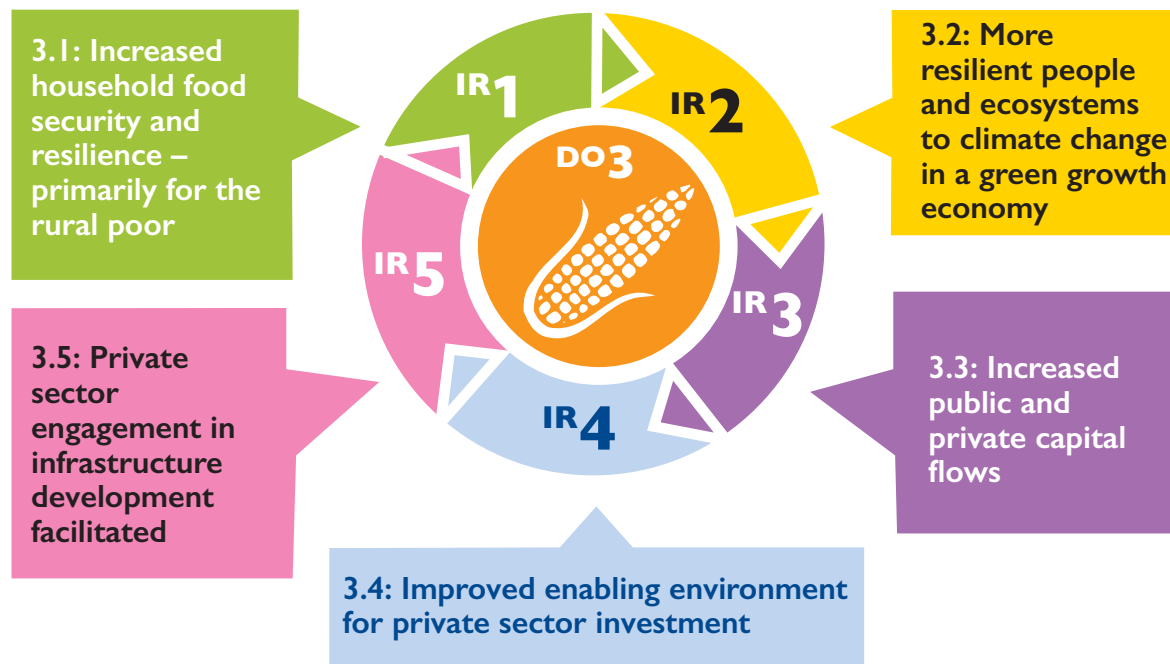 3.1: Increased
household food
security and
resilience –
primarily for the
rural poor
3.2: More
resilient people
and ecosystems
to climate change
in a green growth
economy
IR1
IR2
DO3
IR5
IR3
IR4
3.5: Private
sector
engagement in
infrastructure
development
facilitated
3.3: Increased
public and
private capital
flows
3.4: Improved enabling environment
for private sector investment